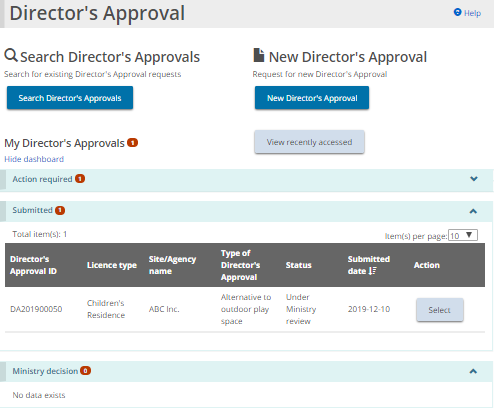 Director's Approval
Help
Search Director's Approvals
Search for existing Director's Approval requests
Search Director's Approvals
New Director's Approval
Request for new Director's Approval
New Director's Approval
My Director's Approvals 1
View recently accessed
Hide dashboard
Action required 1
Submitted 1
Total item(s): 1
Item(s) per page: 10
Director's
Approval ID
Licence type
Site/Agency
name
Type of
Director's
Approval
Status
Submitted
date
Action
DA201900050
Children's
Residence
ABC Inc.
Alternative to
outdoor play
space
Under
Ministry
review
2019-12-10
Select
Ministry decision 0
No data exists